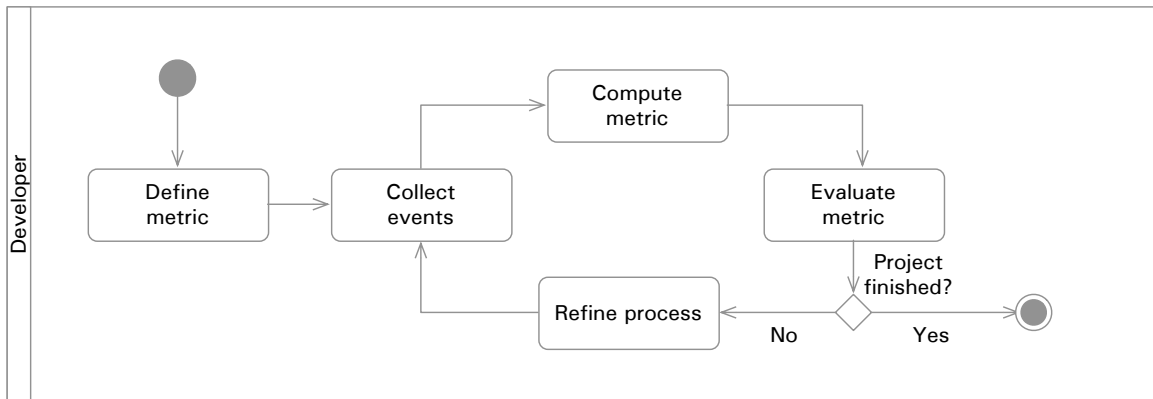 Developer
Define
metric
Collect
events
Compute
metric
Evaluate
metric
Project
finished?
Refine process
No
Yes